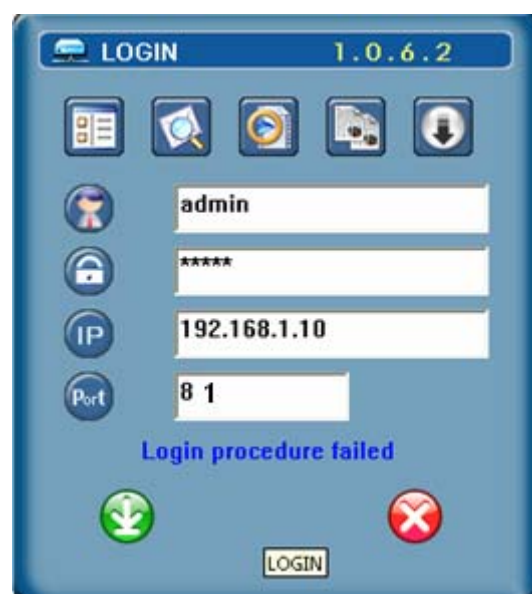 LOGIN 1.0.6.2
admin
*****
IP 192.168.1.10
Port 8 1
Login procedure failed
LOGIN